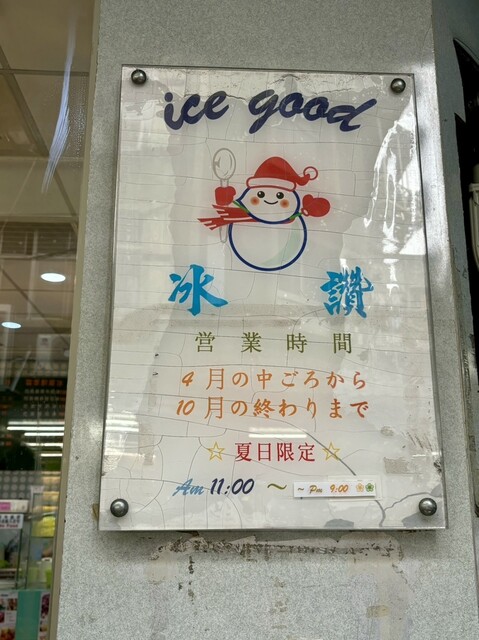 ice good
冰 讚
営業時間
4月の中ごろから
10月の終わりまで
☆夏日限定☆
Am 11:00 ~ ~ Pm 9:00